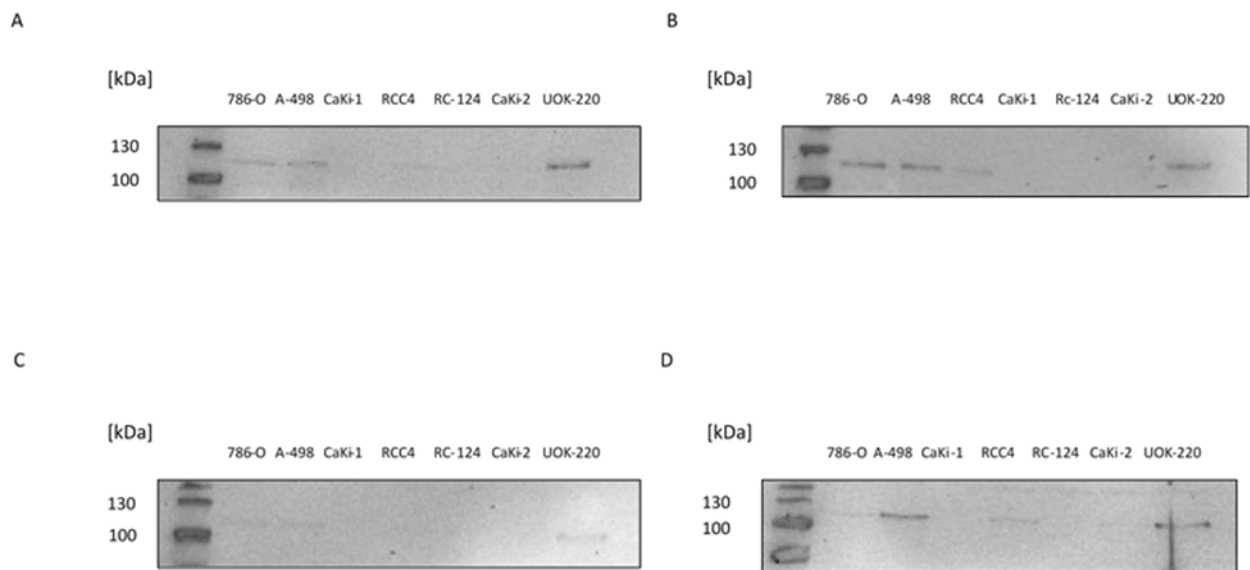 A
[kDa]
786-O A-498 CaKi-1 RCC4 RC-124 CaKi-2 UOK-220
130
100
B
[kDa]
786-O A-498 RCC4 CaKi-1 Rc-124 CaKi-2 UOK-220
130
100
C
[kDa]
786-O A-498 CaKi-1 RCC4 RC-124 CaKi-2 UOK-220
130
100
D
[kDa]
786-O A-498 CaKi-1 RCC4 RC-124 CaKi-2 UOK-220
130
100